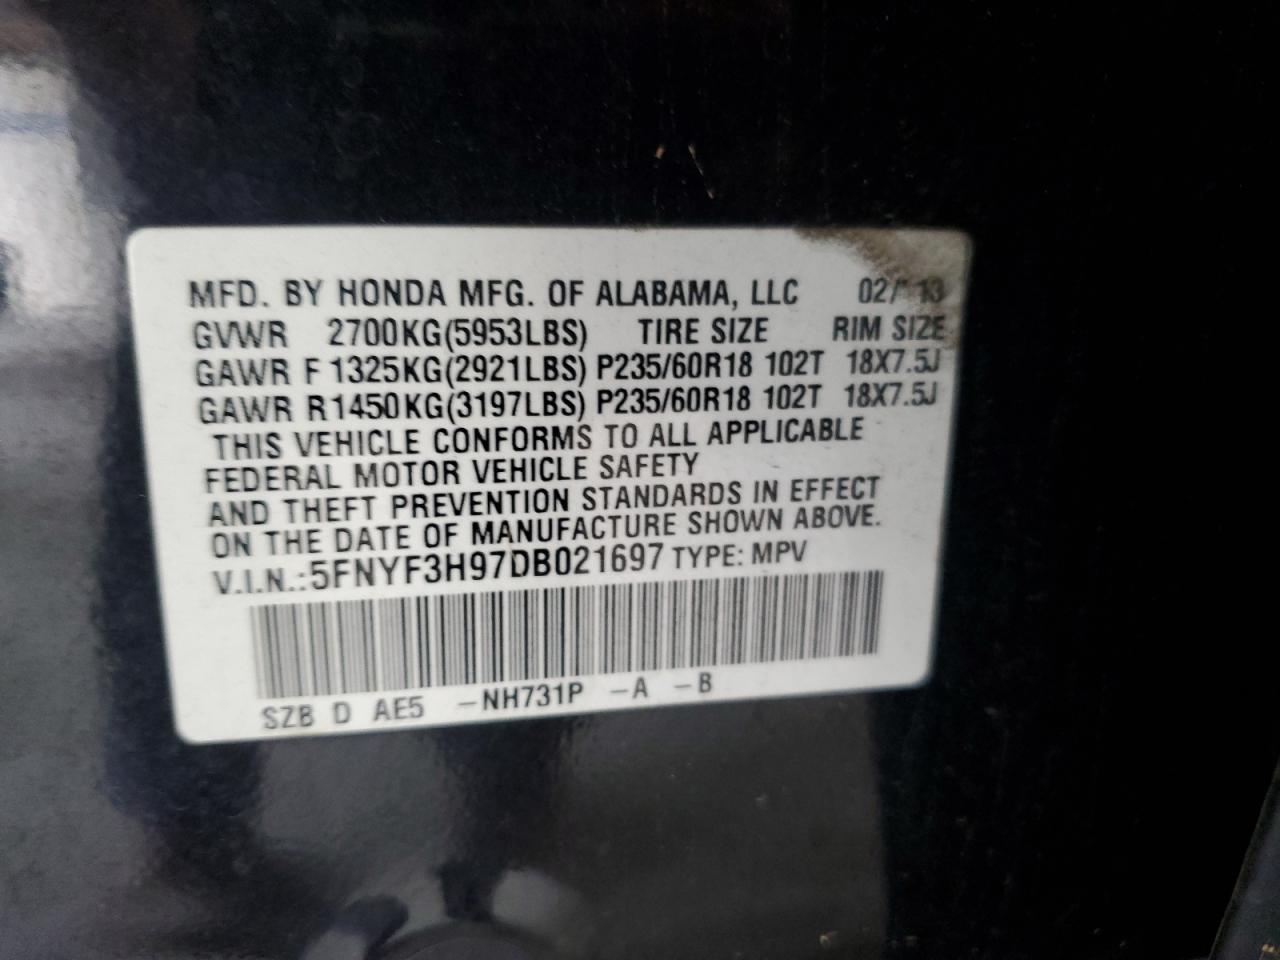 MFD. BY HONDA MFG. OF ALABAMA, LLC 02/13
GVWR 2700KG(5953LBS) TIRE SIZE RIM SIZE
GAWR F 1325KG(2921LBS) P235/60R18 102T 18X7.5J
GAWR R1450KG(3197LBS) P235/60R18 102T 18X7.5J
THIS VEHICLE CONFORMS TO ALL APPLICABLE
FEDERAL MOTOR VEHICLE SAFETY
AND THEFT PREVENTION STANDARDS IN EFFECT
ON THE DATE OF MANUFACTURE SHOWN ABOVE.
V.I.N.:5FNYF3H97DB021697 TYPE: MPV
SZB D AE5 -NH731P -A -B